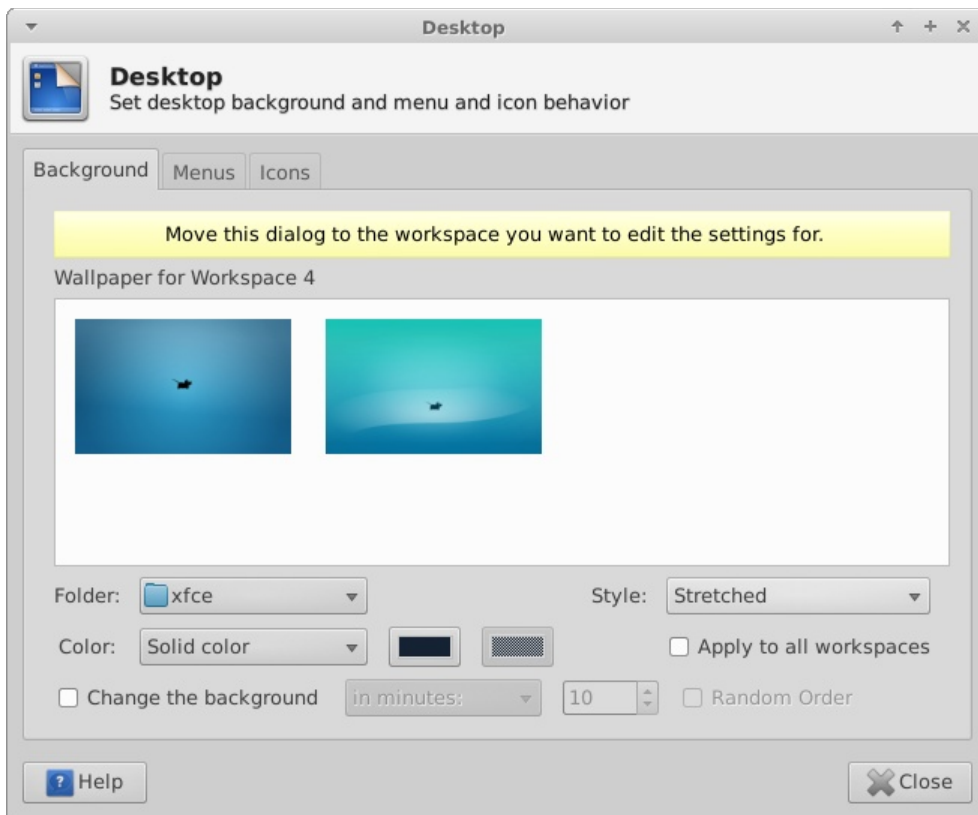 Desktop
Desktop
Set desktop background and menu and icon behavior
Background Menus Icons
Move this dialog to the workspace you want to edit the settings for.
Wallpaper for Workspace 4
Folder: xfce Style: Stretched
Color: Solid color Apply to all workspaces
Change the background in minutes: 10 Random Order
Help Close